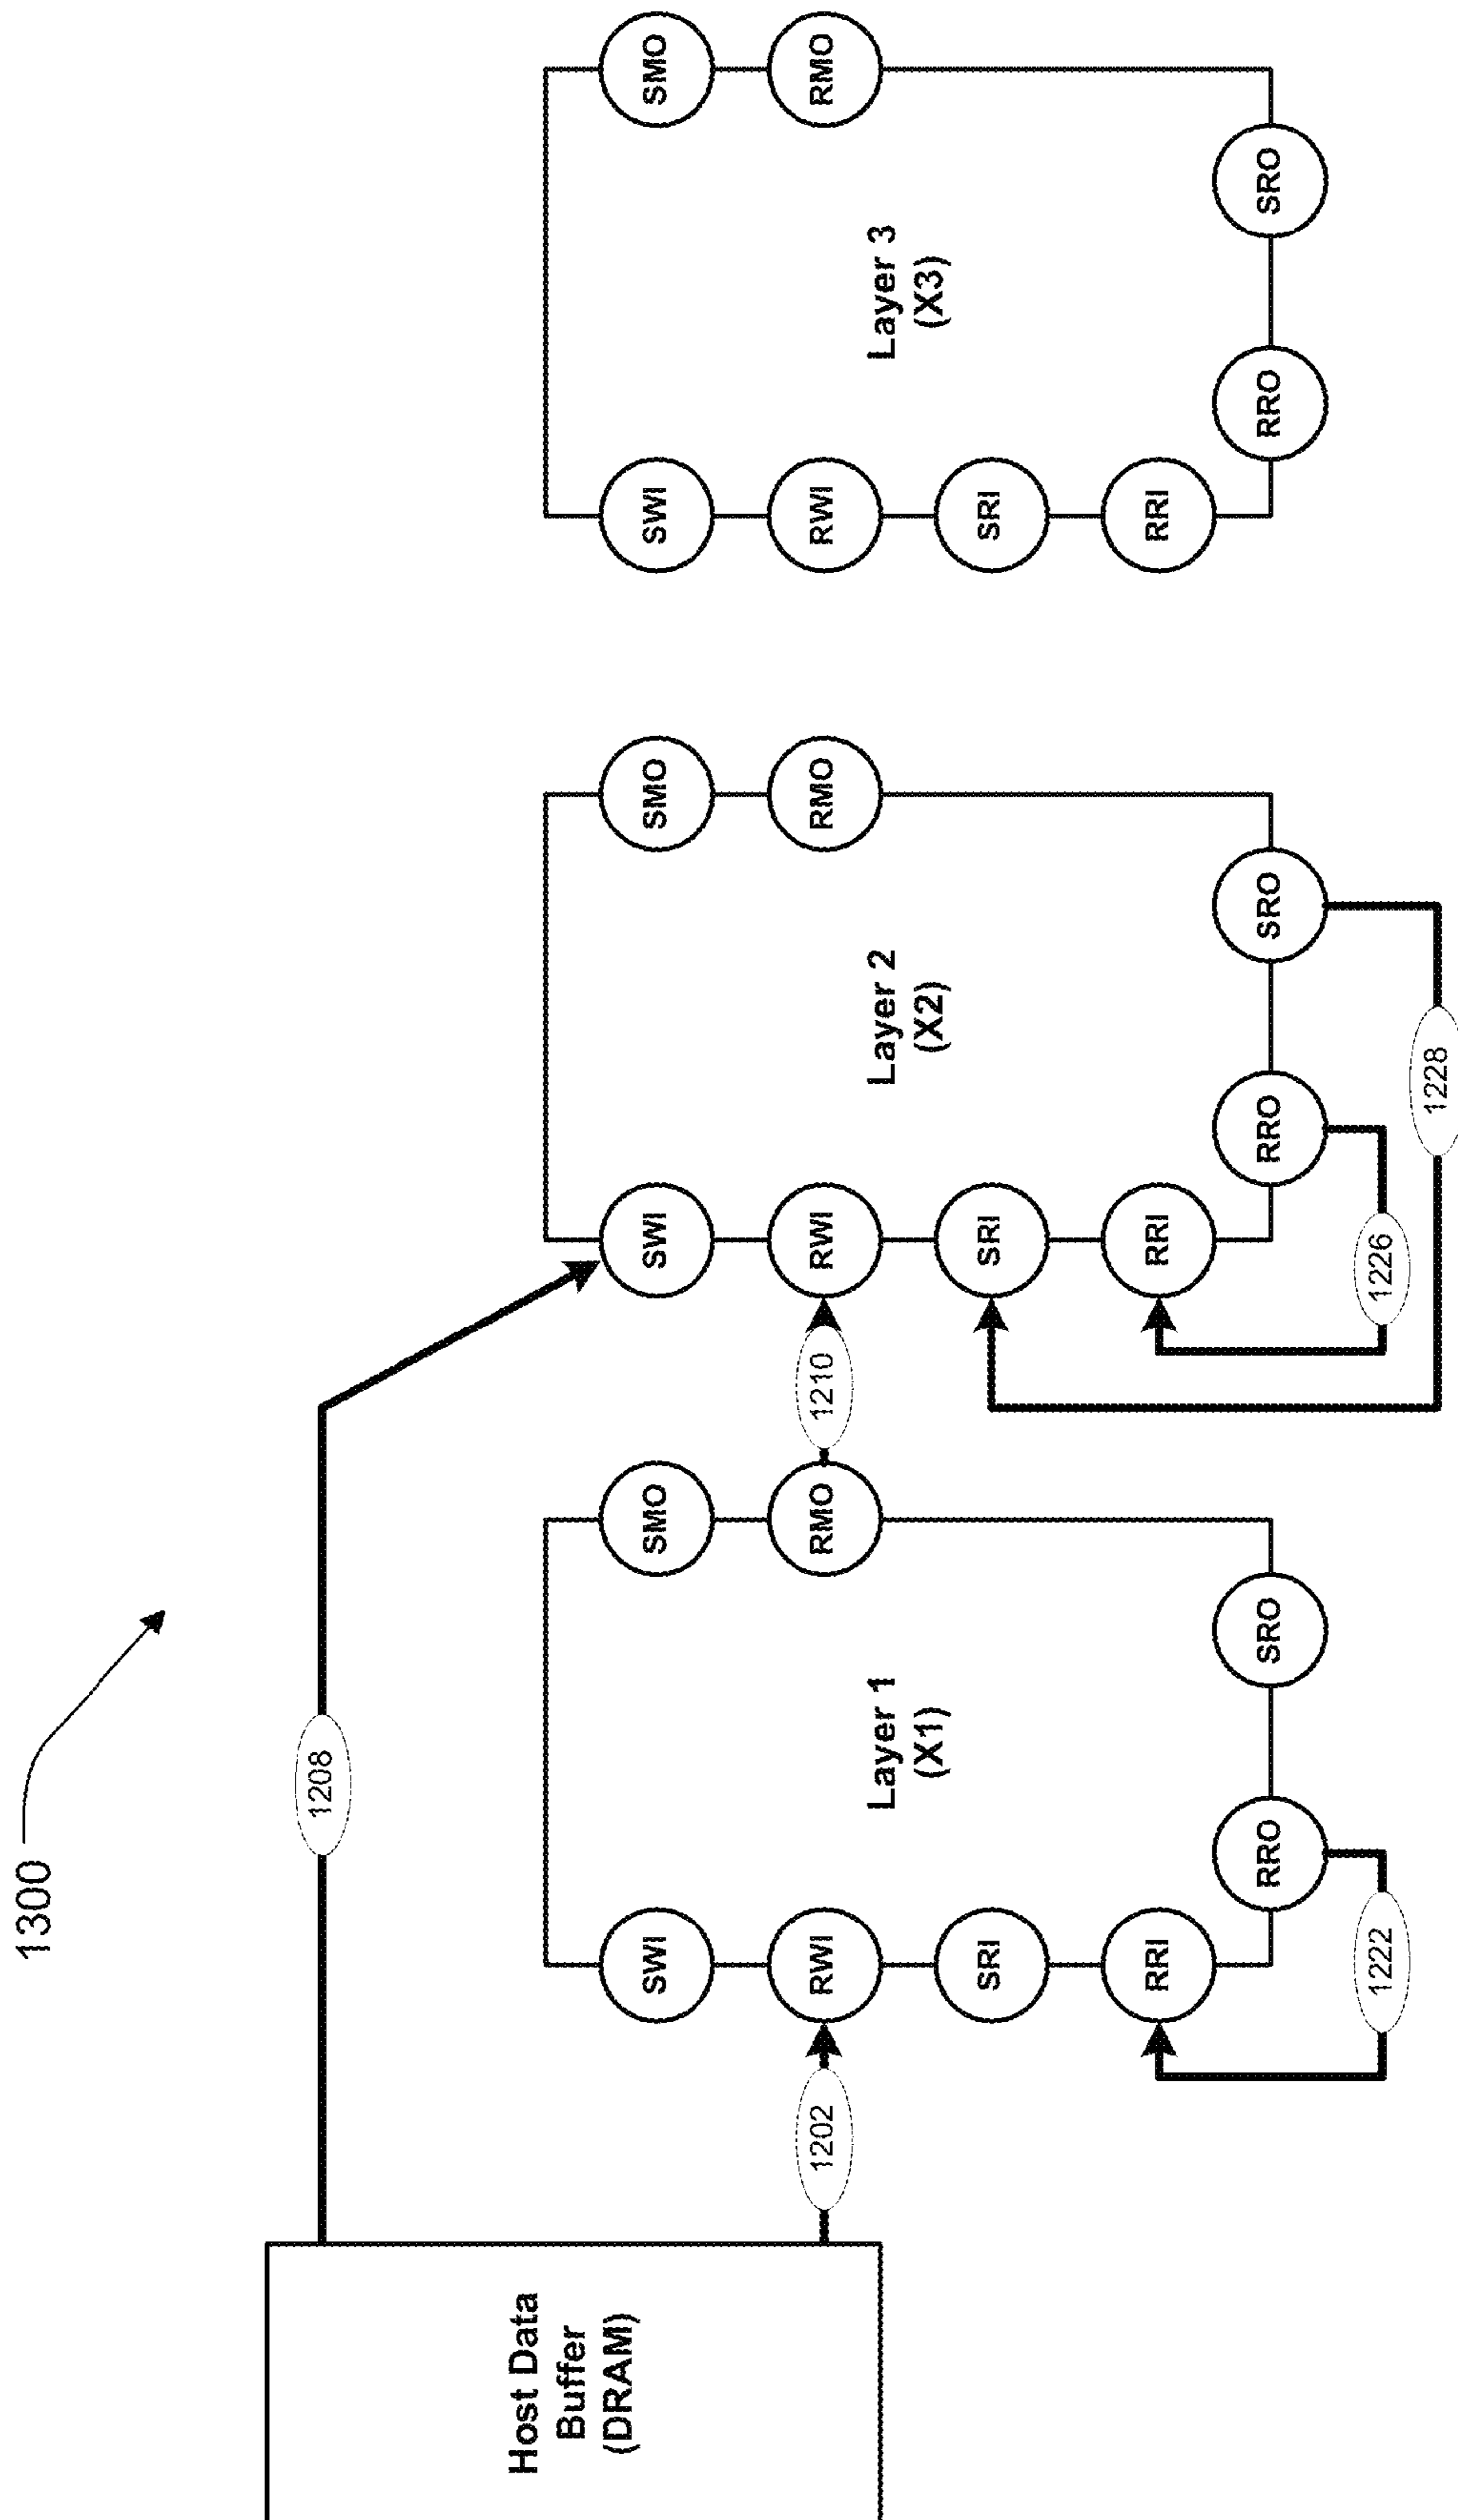 1300
1208
Host Data
Buffer
(DRAM)
1202
SWI
RWI
SRI
RRI
Layer 1
(X1)
SMO
RMO
RRO
SRO
1222
1210
SWI
RWI
SRI
RRI
Layer 2
(X2)
SMO
RMO
RRO
SRO
1226
1228
SWI
RWI
SRI
RRI
Layer 3
(X3)
SMO
RMO
RRO
SRO